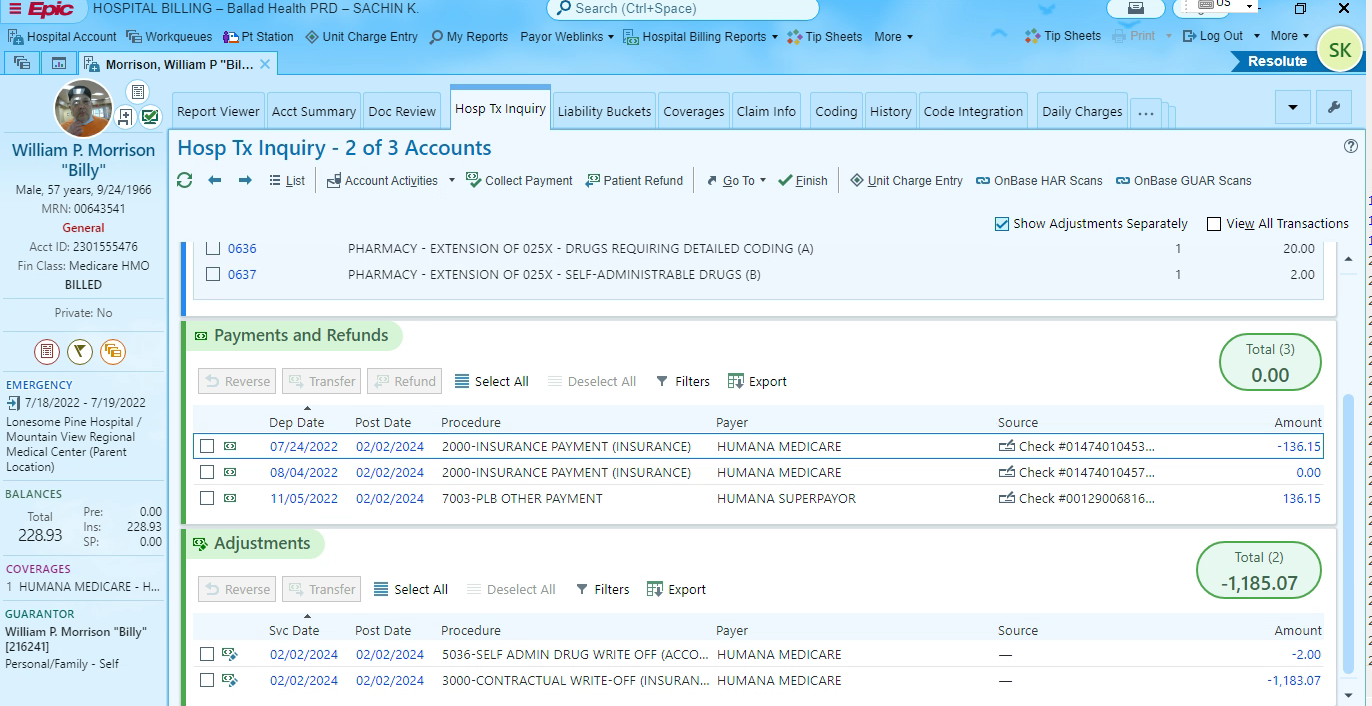 Epic HOSPITAL BILLING – Ballad Health PRD – SACHIN K. Search (Ctrl+Space) US
Hospital Account Workqueues Pt Station Unit Charge Entry My Reports Payor Weblinks Hospital Billing Reports Tip Sheets More Tip Sheets Print Log Out More
SK
Morrison, William P "Bil... Resolute
Report Viewer Acct Summary Doc Review Hosp Tx Inquiry Liability Buckets Coverages Claim Info Coding History Code Integration Daily Charges ...
William P. Morrison
"Billy"
Male, 57 years, 9/24/1966
MRN: 00643541
General
Acct ID: 2301555476
Fin Class: Medicare HMO
BILLED
Private: No
EMERGENCY
7/18/2022 - 7/19/2022
Lonesome Pine Hospital /
Mountain View Regional
Medical Center (Parent
Location)
BALANCES
Total
228.93
Pre: 0.00
Ins: 228.93
SP: 0.00
COVERAGES
1 HUMANA MEDICARE - H...
GUARANTOR
William P. Morrison "Billy"
[216241]
Personal/Family - Self
Hosp Tx Inquiry - 2 of 3 Accounts
List Account Activities Collect Payment Patient Refund Go To Finish Unit Charge Entry OnBase HAR Scans OnBase GUAR Scans
Show Adjustments Separately View All Transactions
0636 PHARMACY - EXTENSION OF 025X - DRUGS REQUIRING DETAILED CODING (A) 1 20.00
0637 PHARMACY - EXTENSION OF 025X - SELF-ADMINISTRABLE DRUGS (B) 1 2.00
Payments and Refunds
Total (3)
0.00
Reverse Transfer Refund Select All Deselect All Filters Export
Dep Date Post Date Procedure Payer Source Amount
07/24/2022 02/02/2024 2000-INSURANCE PAYMENT (INSURANCE) HUMANA MEDICARE Check #01474010453... -136.15
08/04/2022 02/02/2024 2000-INSURANCE PAYMENT (INSURANCE) HUMANA MEDICARE Check #01474010457... 0.00
11/05/2022 02/02/2024 7003-PLB OTHER PAYMENT HUMANA SUPERPAYOR Check #00129006816... 136.15
Adjustments
Total (2)
-1,185.07
Reverse Transfer Select All Deselect All Filters Export
Svc Date Post Date Procedure Payer Source Amount
02/02/2024 02/02/2024 5036-SELF ADMIN DRUG WRITE OFF (ACCO... HUMANA MEDICARE — -2.00
02/02/2024 02/02/2024 3000-CONTRACTUAL WRITE-OFF (INSURAN... HUMANA MEDICARE — -1,183.07